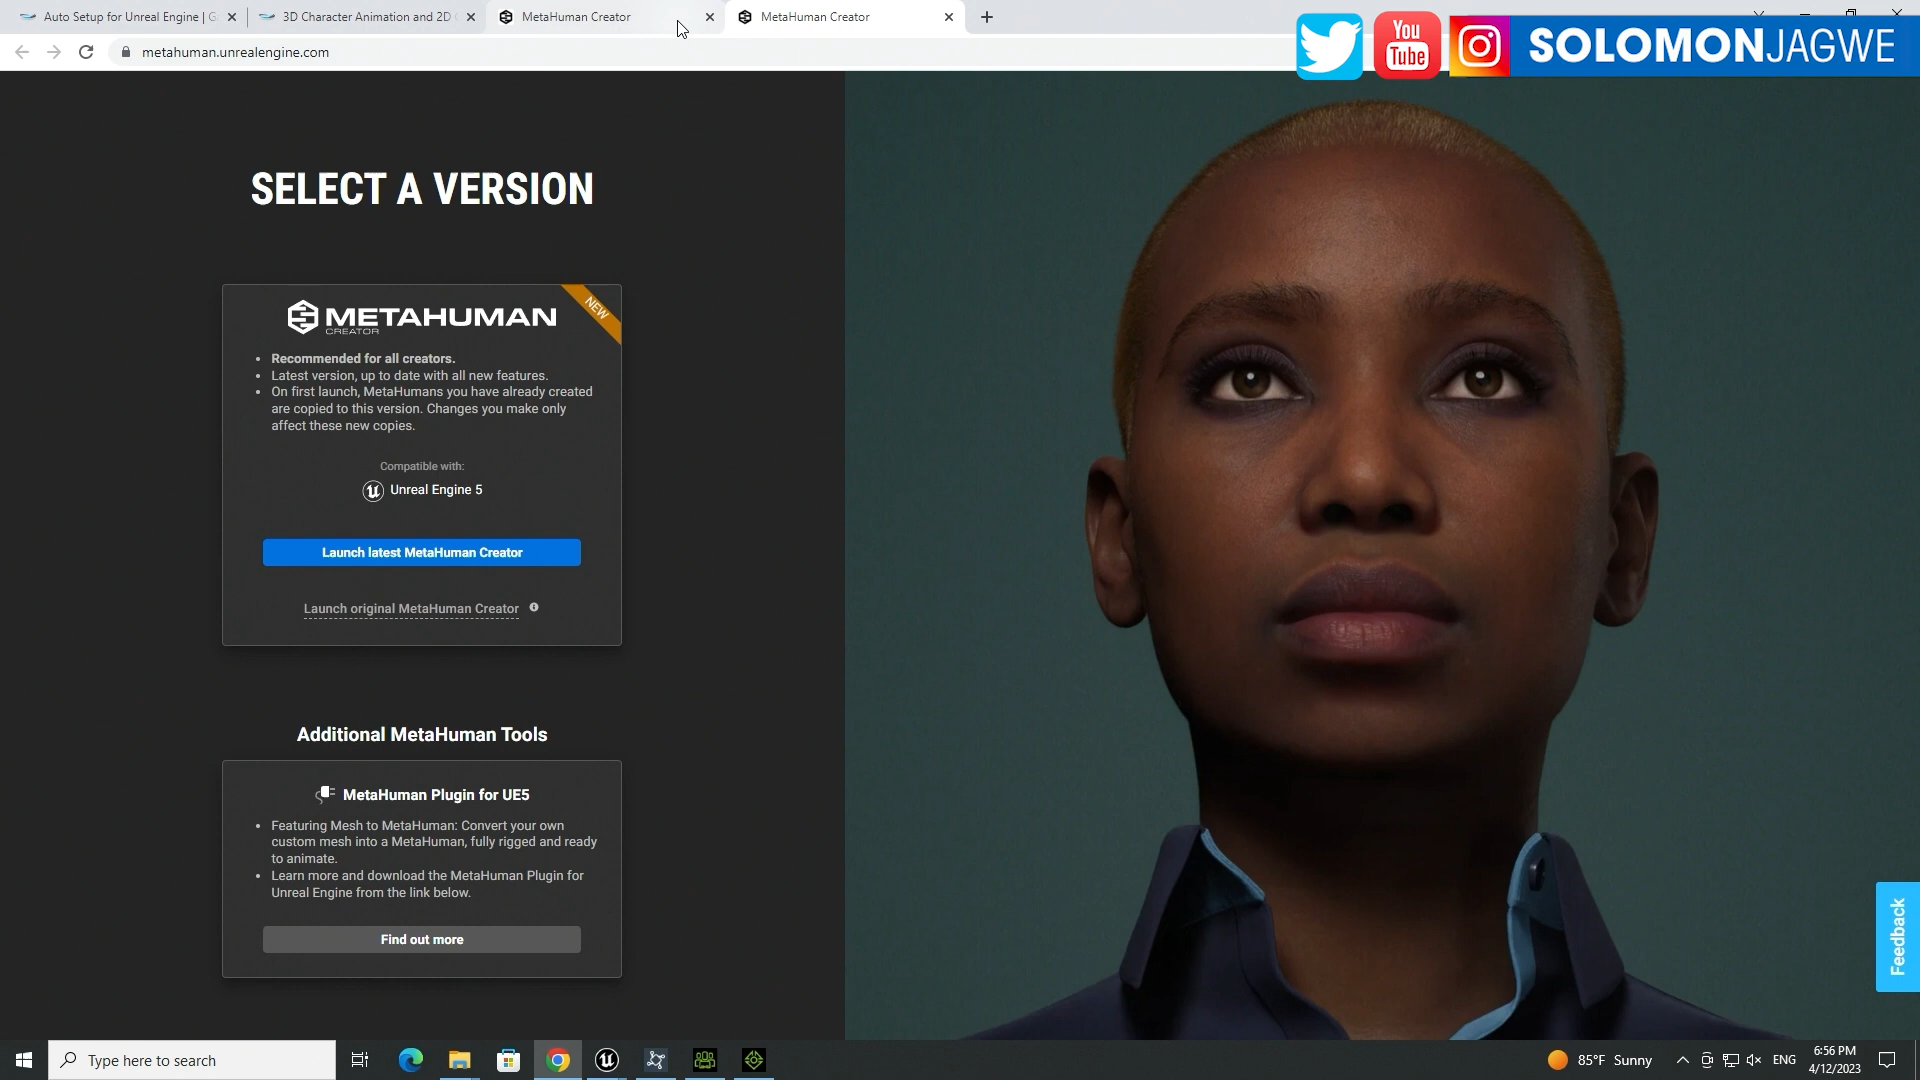 Auto Setup for Unreal Engine | G
3D Character Animation and 2D
MetaHuman Creator
MetaHuman Creator
metahuman.unrealengine.com
You
Tube
SOLOMONJAGWE
SELECT A VERSION
METAHUMAN
CREATOR
NEW
• Recommended for all creators.
• Latest version, up to date with all new features.
• On first launch, MetaHumans you have already created
are copied to this version. Changes you make only
affect these new copies.
Compatible with:
Unreal Engine 5
Launch latest MetaHuman Creator
Launch original MetaHuman Creator
Additional MetaHuman Tools
MetaHuman Plugin for UE5
• Featuring Mesh to MetaHuman: Convert your own
custom mesh into a MetaHuman, fully rigged and ready
to animate.
• Learn more and download the MetaHuman Plugin for
Unreal Engine from the link below.
Find out more
Feedback
Type here to search
85°F Sunny
ENG
6:56 PM
4/12/2023